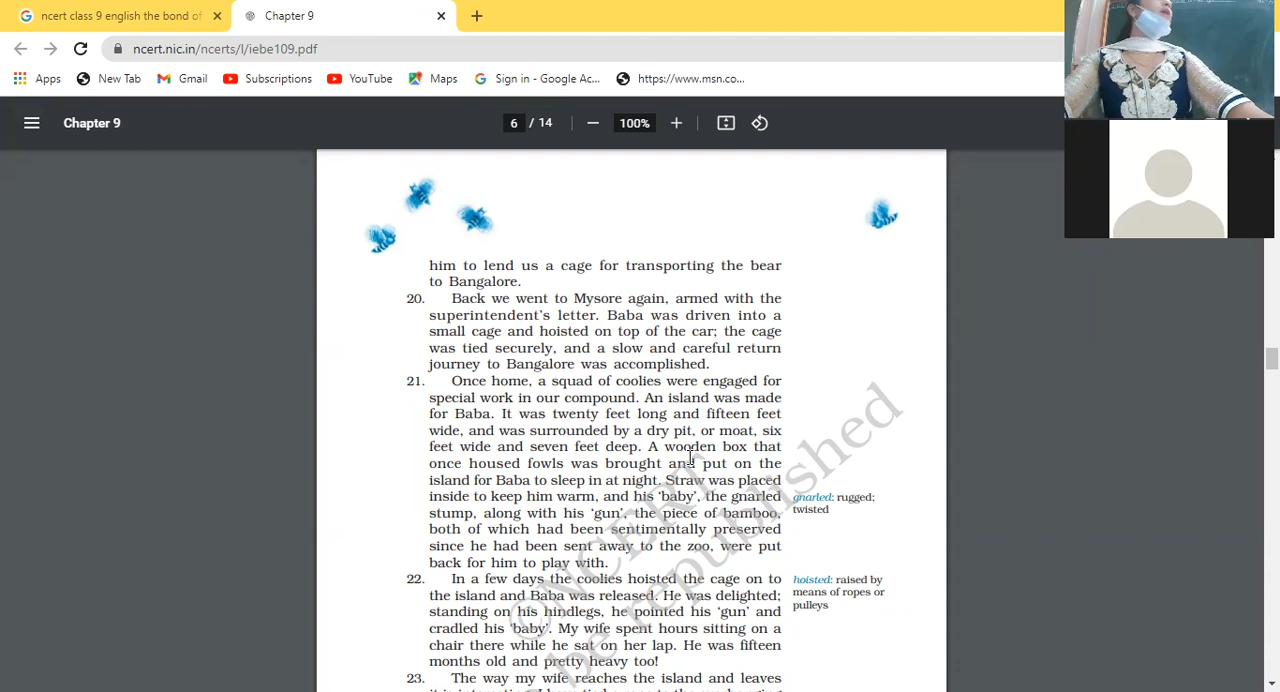 ncert class 9 english the bond of
Chapter 9
ncert.nic.in/ncerts/l/iebe109.pdf
Apps
New Tab
Gmail
Subscriptions
YouTube
Maps
Sign in - Google Ac...
https://www.msn.co...
Chapter 9
6 / 14
100%
him to lend us a cage for transporting the bear
to Bangalore.
20. Back we went to Mysore again, armed with the
superintendent's letter. Baba was driven into a
small cage and hoisted on top of the car; the cage
was tied securely, and a slow and careful return
journey to Bangalore was accomplished.
21. Once home, a squad of coolies were engaged for
special work in our compound. An island was made
for Baba. It was twenty feet long and fifteen feet
wide, and was surrounded by a dry pit, or moat, six
feet wide and seven feet deep. A wooden box that
once housed fowls was brought and put on the
island for Baba to sleep in at night. Straw was placed
inside to keep him warm, and his 'baby', the gnarled
stump, along with his 'gun', the piece of bamboo,
both of which had been sentimentally preserved
since he had been sent away to the zoo, were put
back for him to play with.
gnarled: rugged;
twisted
22. In a few days the coolies hoisted the cage on to
the island and Baba was released. He was delighted;
standing on his hindlegs, he pointed his 'gun' and
cradled his 'baby'. My wife spent hours sitting on a
chair there while he sat on her lap. He was fifteen
months old and pretty heavy too!
hoisted: raised by
means of ropes or
pulleys
23. The way my wife reaches the island and leaves
©NCERT
be republished